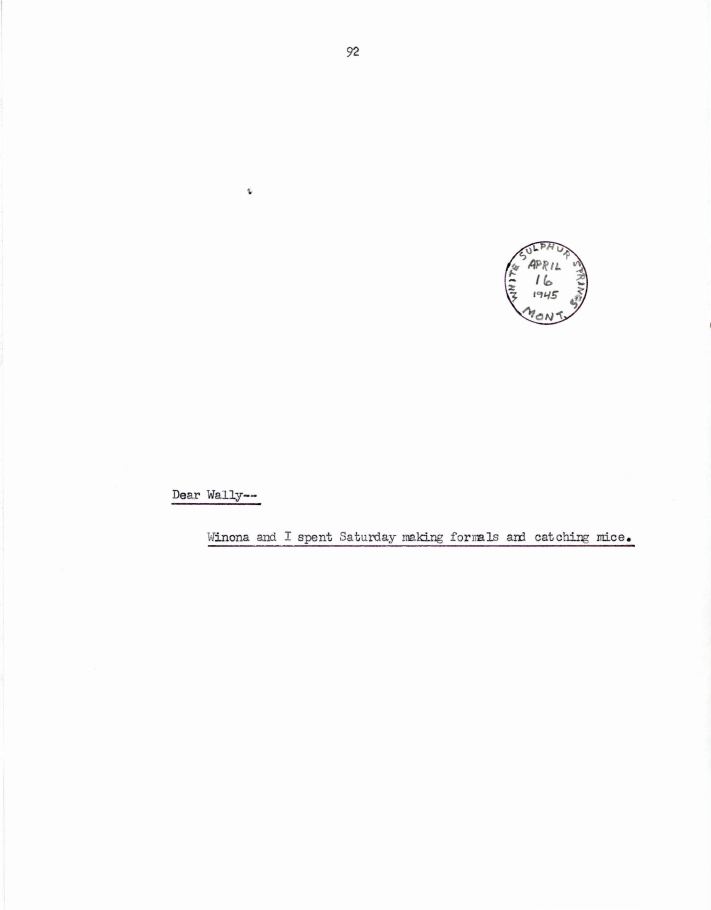 92
WHITE SULPHUR SPRINGS
APRIL
16
1945
MONT.
Dear Wally--
Winona and I spent Saturday making formals and catching mice.